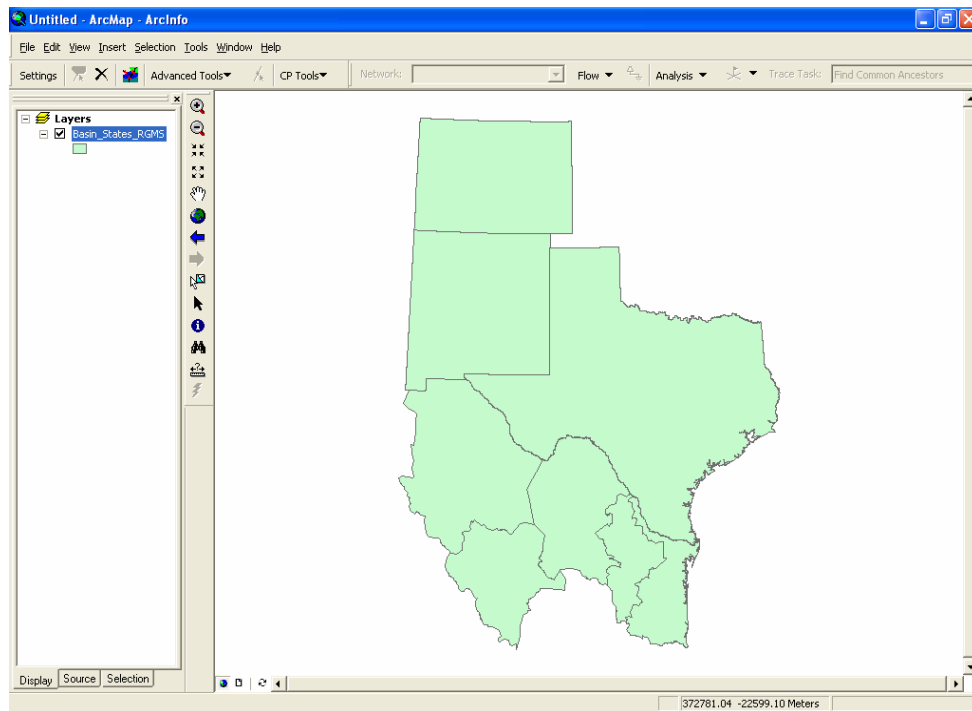 Untitled - ArcMap - ArcInfo
File Edit View Insert Selection Tools Window Help
Settings Advanced Tools CP Tools Network: Flow Analysis Trace Task: Find Common Ancestors
Layers
Basin_States_RGMS
Display Source Selection
372781.04 -22599.10 Meters